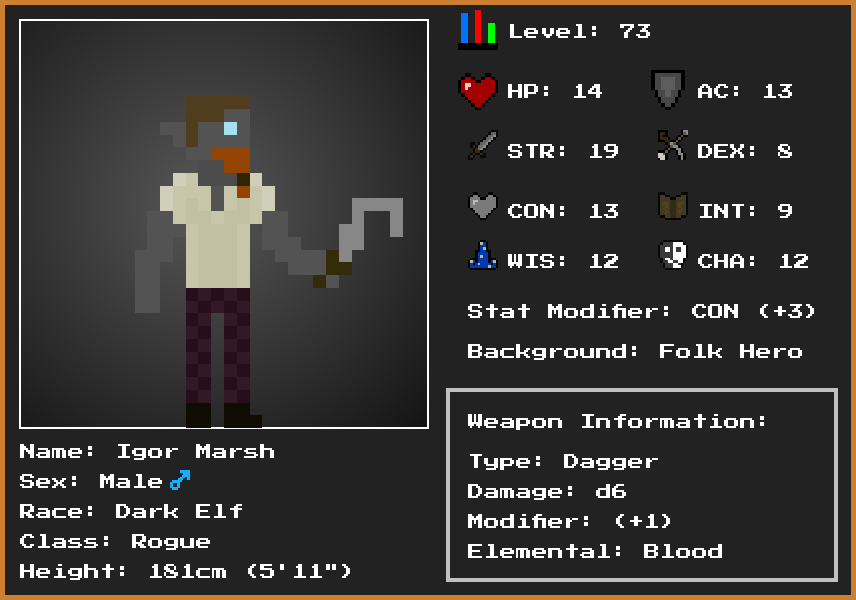 Level: 73
HP: 14 AC: 13
STR: 19 DEX: 8
CON: 13 INT: 9
WIS: 12 CHA: 12
Stat Modifier: CON (+3)
Background: Folk Hero
Weapon Information:
Type: Dagger
Damage: d6
Modifier: (+1)
Elemental: Blood
Name: Igor Marsh
Sex: Male ♂
Race: Dark Elf
Class: Rogue
Height: 181cm (5'11")